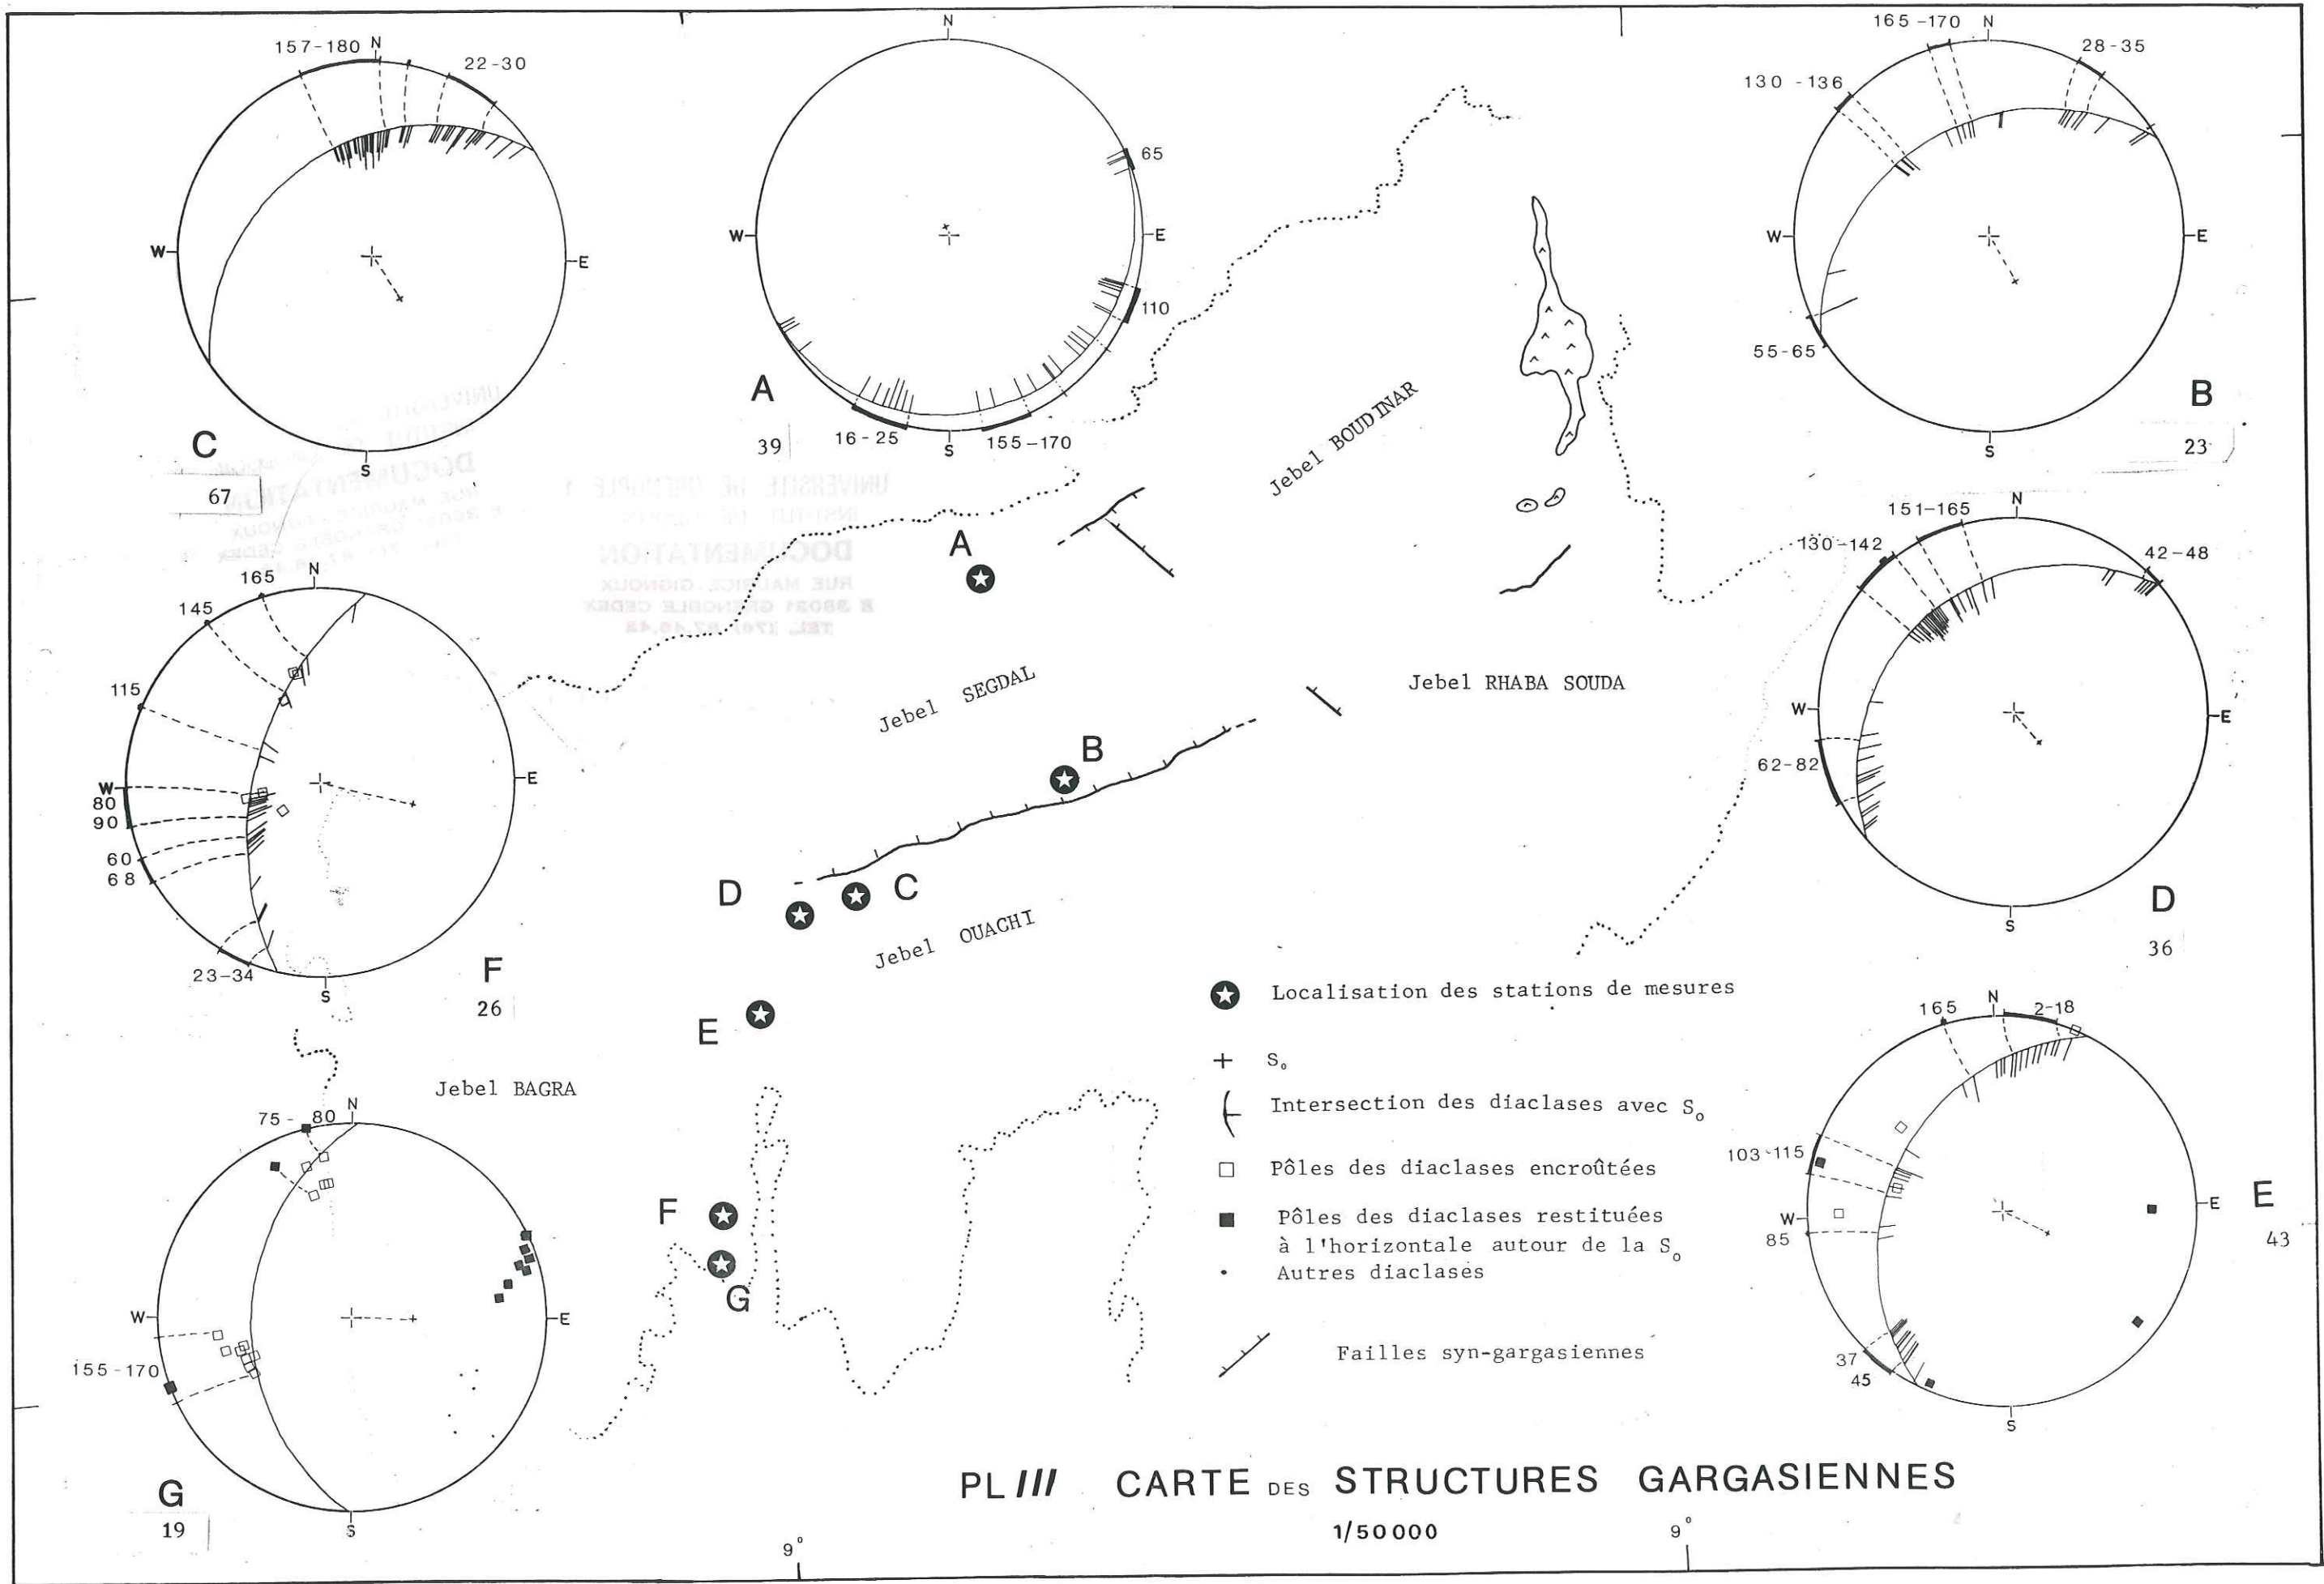 157-180 N
22-30
W
E
S
C
67
N
W
E
65
110
16-25
S
155-170
A
39
165-170 N
28-35
130-136
W
E
55-65
S
B
23
165
N
145
115
W
80
90
60
68
23-34
E
S
F
26
151-165
N
130-142
42-48
W
E
62-82
S
D
36
75-80
N
W
E
155-170
S
G
19
165
N
2-18
103-115
W
85
E
37
45
S
E
43
UNIVERSITE DE GRENOBLE 1
DOCUMENTATION
RUE MAURICE GIGNOUX
F 38031 GRENOBLE CEDEX
Jebel BOUDINAR
A
Jebel SEGDAL
Jebel RHABA SOUDA
B
D
C
Jebel OUACHI
E
Jebel BAGRA
F
G
Localisation des stations de mesures
+ S₀
Intersection des diaclases avec S₀
Pôles des diaclases encroûtées
Pôles des diaclases restituées
à l'horizontale autour de la S₀
Autres diaclases
Failles syn-gargasiennes
PL III CARTE DES STRUCTURES GARGASIENNES
1/50000
9°
9°